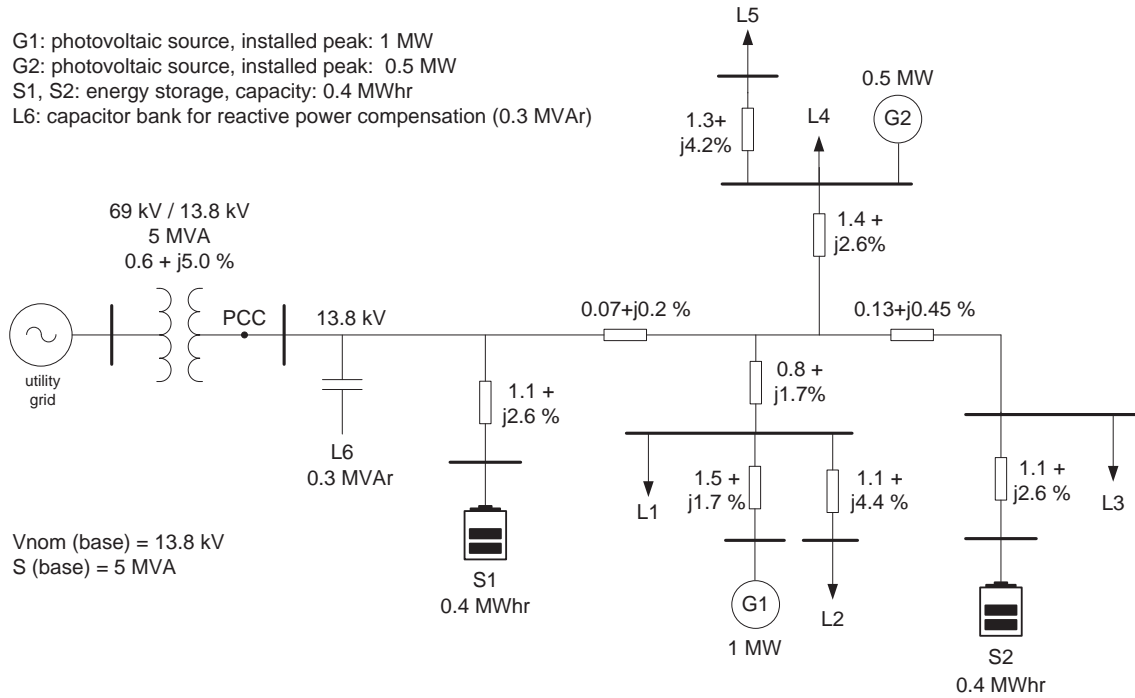 G1: photovoltaic source, installed peak: 1 MW
G2: photovoltaic source, installed peak:  0.5 MW
S1, S2: energy storage, capacity: 0.4 MWhr
L6: capacitor bank for reactive power compensation (0.3 MVAr)
L5
0.5 MW
G2
1.3+
j4.2%
L4
69 kV / 13.8 kV
5 MVA
0.6 + j5.0 %
1.4 +
j2.6%
PCC
13.8 kV
0.07+j0.2 %
0.13+j0.45 %
utility
grid
L6
0.3 MVAr
1.1 +
j2.6 %
0.8 +
j1.7%
L1
1.5 +
j1.7 %
1.1 +
j4.4 %
1.1 +
j2.6 %
L3
Vnom (base) = 13.8 kV
S (base) = 5 MVA
S1
0.4 MWhr
G1
1 MW
L2
S2
0.4 MWhr